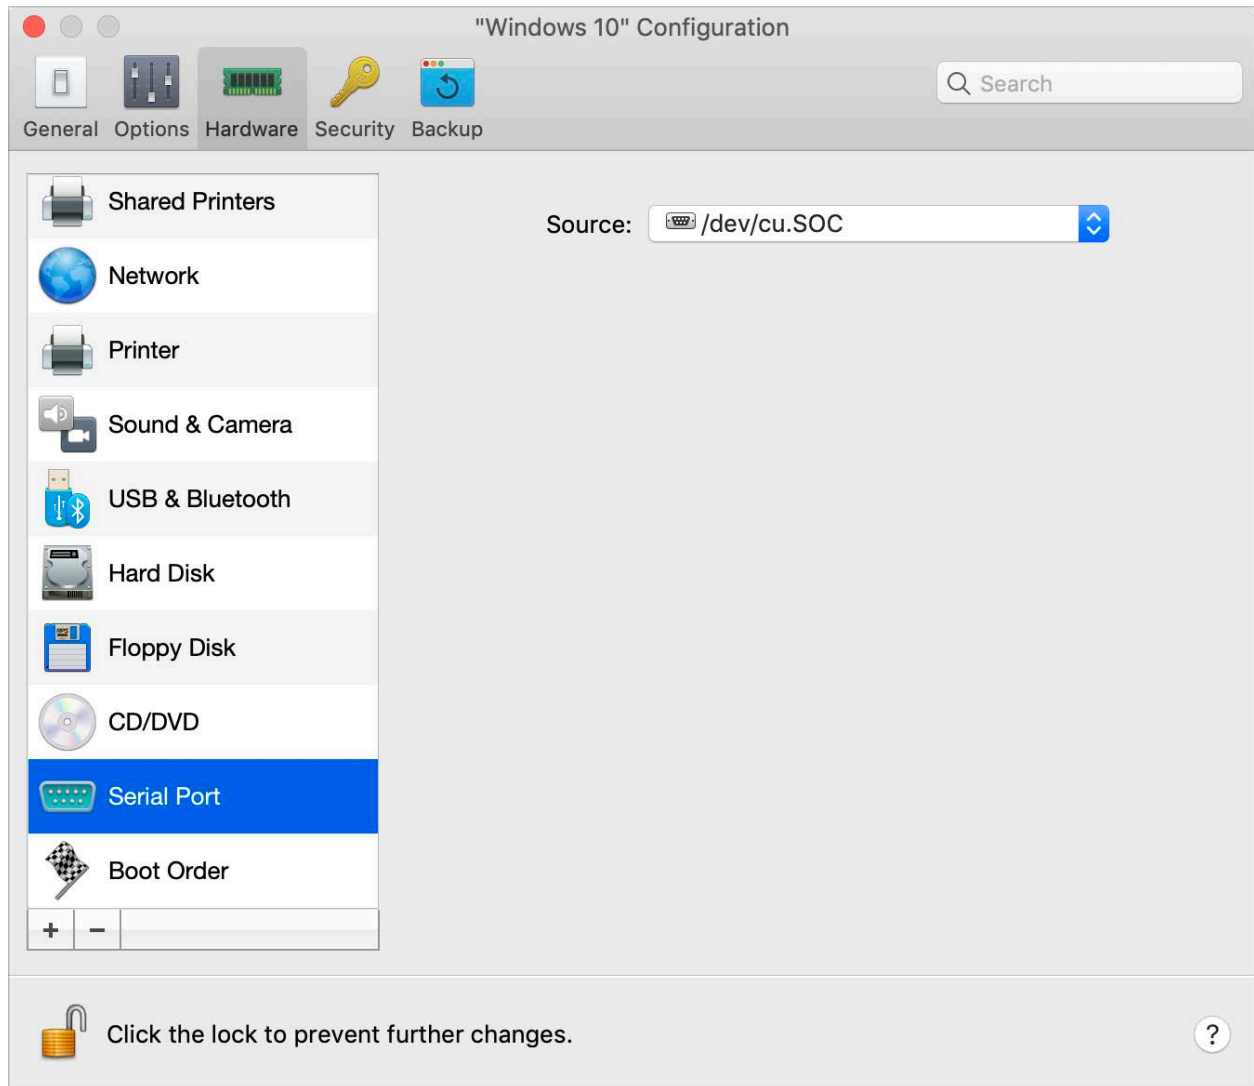 "Windows 10" Configuration
General Options Hardware Security Backup
Search
Shared Printers
Source: /dev/cu.SOC
Network
Printer
Sound & Camera
USB & Bluetooth
Hard Disk
Floppy Disk
CD/DVD
Serial Port
Boot Order
+ −
Click the lock to prevent further changes.
?